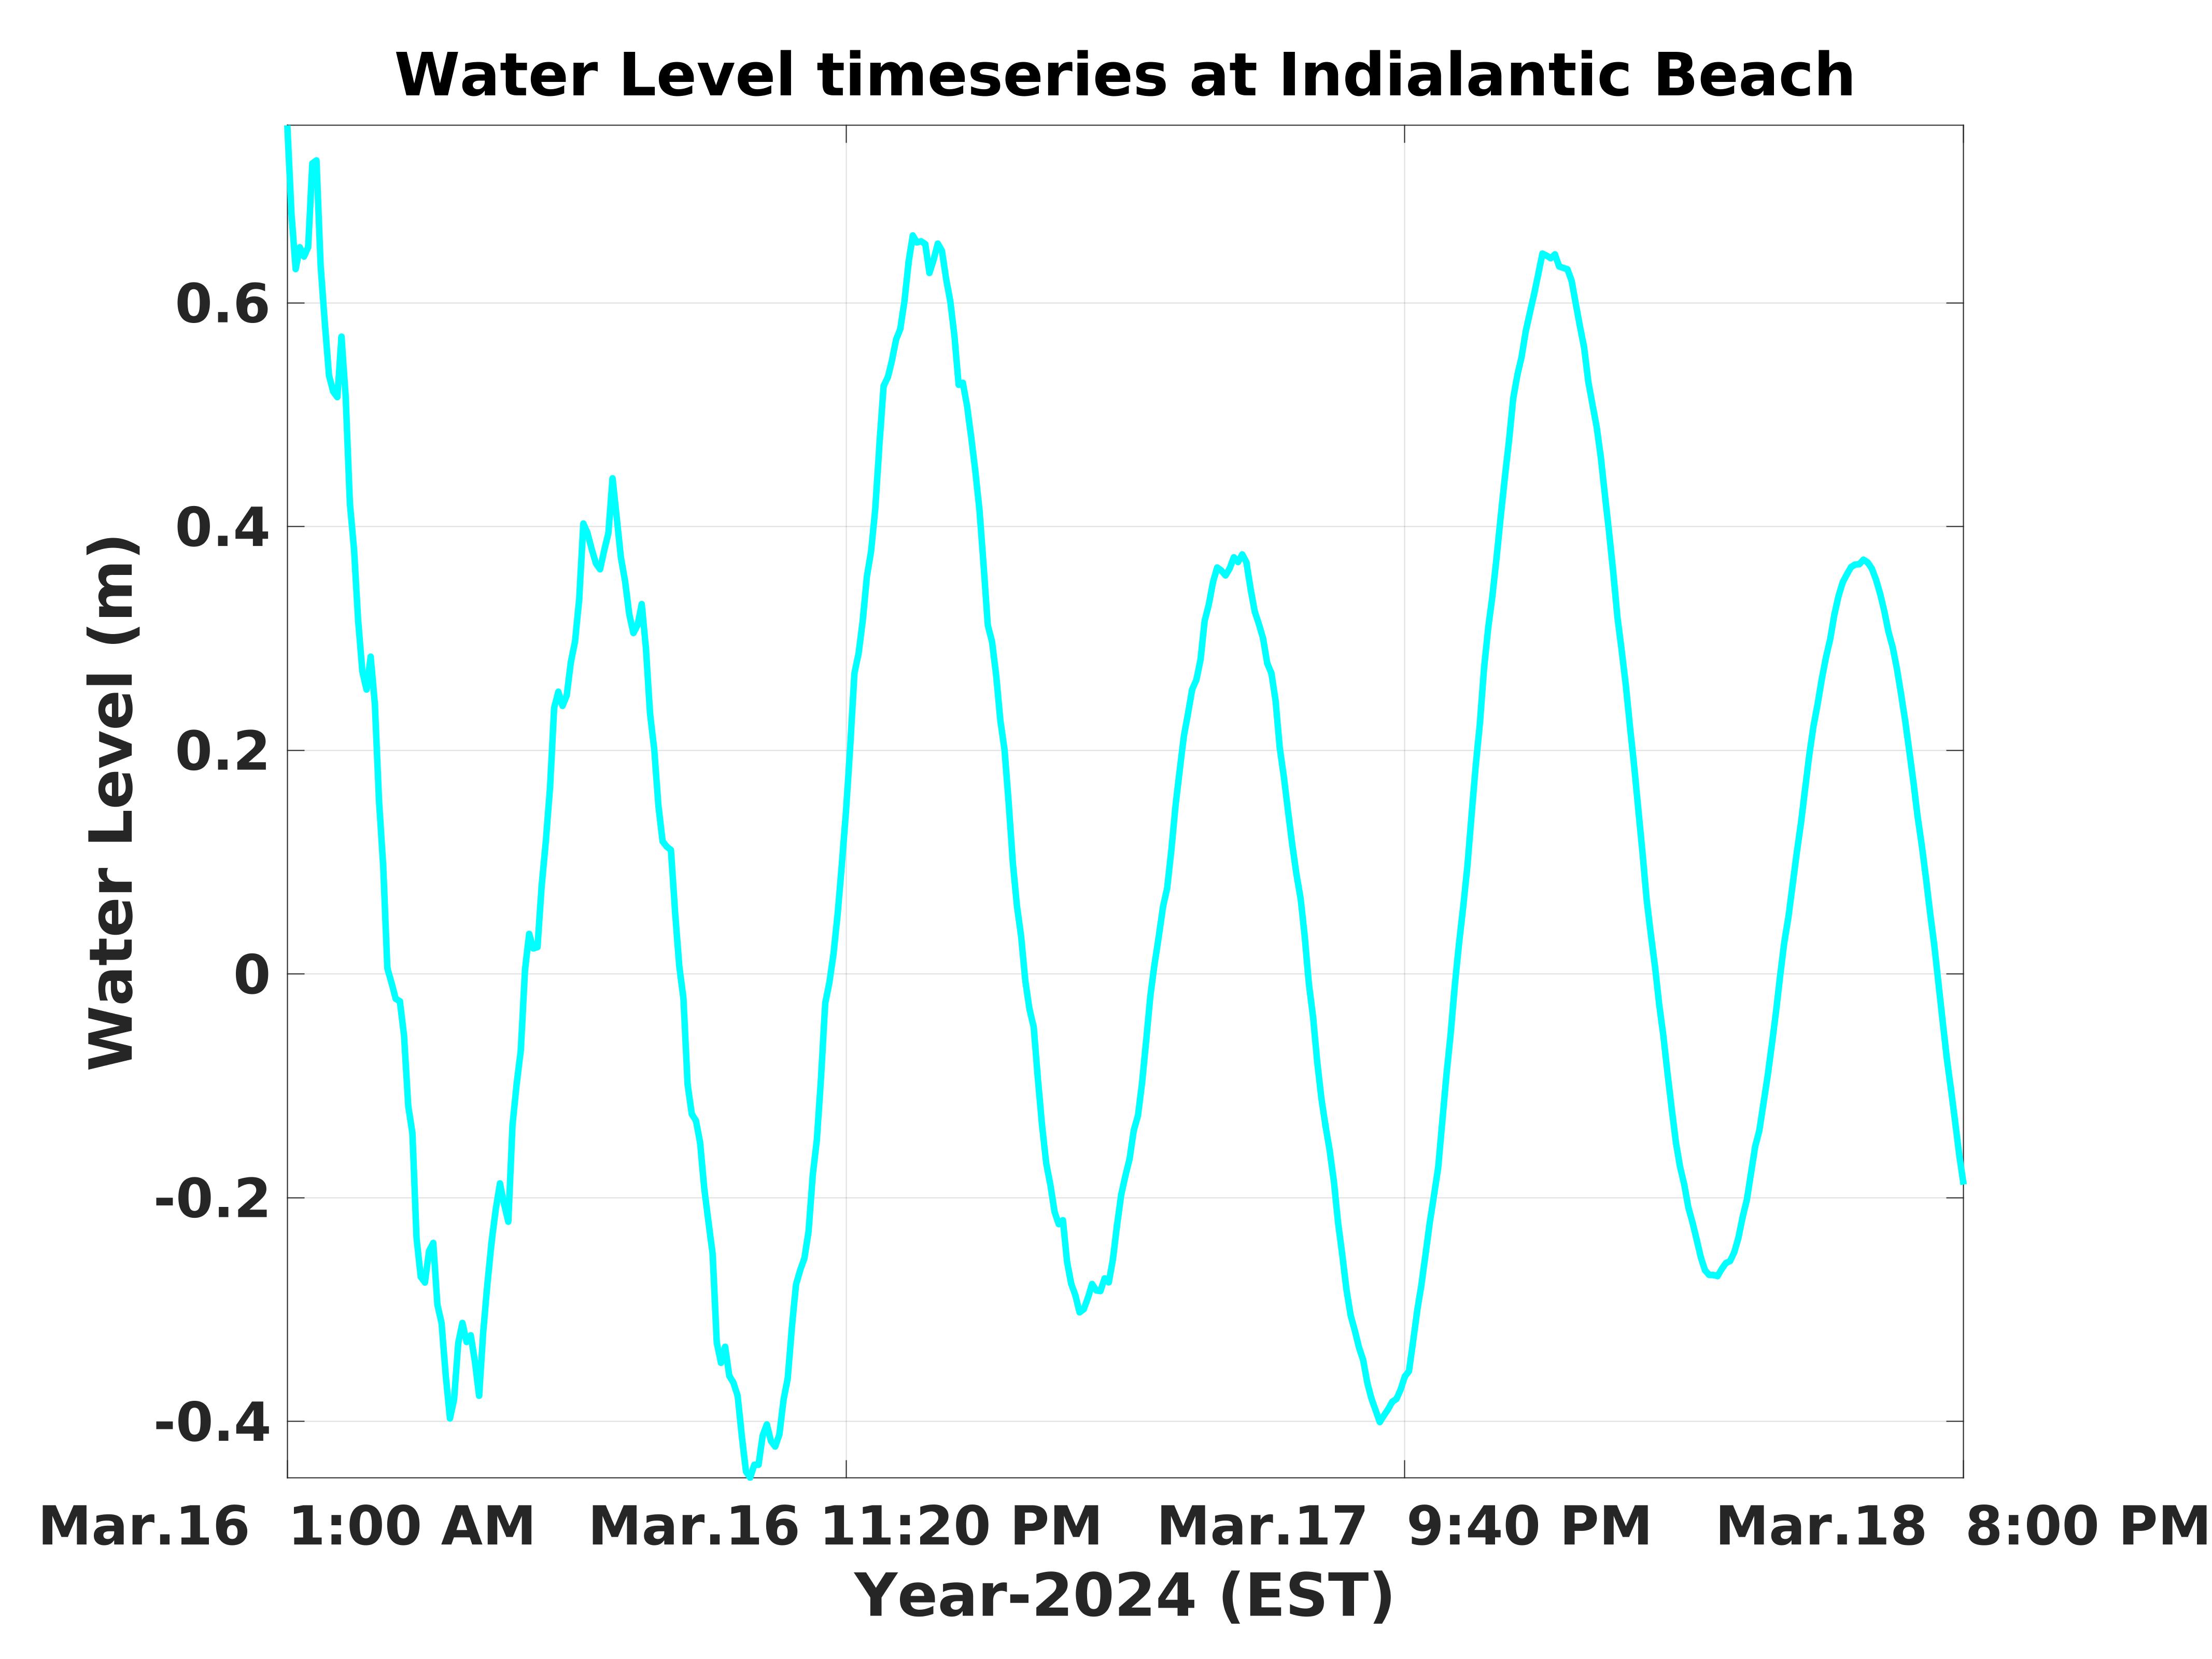 Water Level timeseries at Indialantic Beach
Water Level (m)
0.6
0.4
0.2
0
-0.2
-0.4
Mar.16  1:00 AM
Mar.16 11:20 PM
Mar.17  9:40 PM
Mar.18  8:00 PM
Year-2024 (EST)